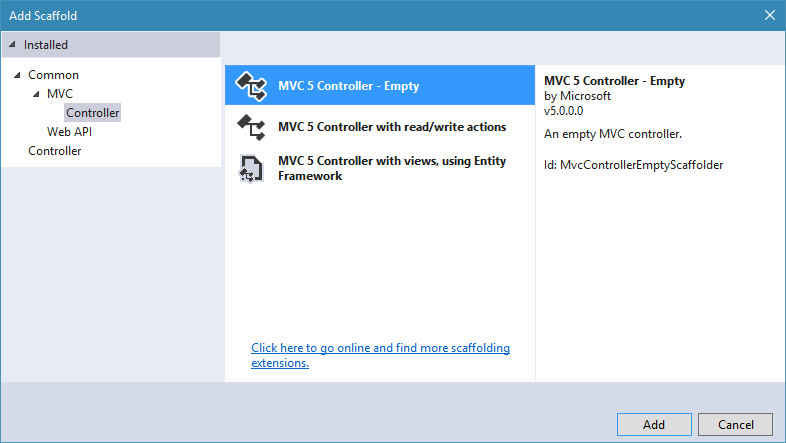 Add Scaffold
Installed
Common
MVC
Controller
Web API
Controller
MVC 5 Controller - Empty
MVC 5 Controller with read/write actions
MVC 5 Controller with views, using Entity
Framework
Click here to go online and find more scaffolding
extensions.
MVC 5 Controller - Empty
by Microsoft
v5.0.0.0
An empty MVC controller.
Id: MvcControllerEmptyScaffolder
Add
Cancel